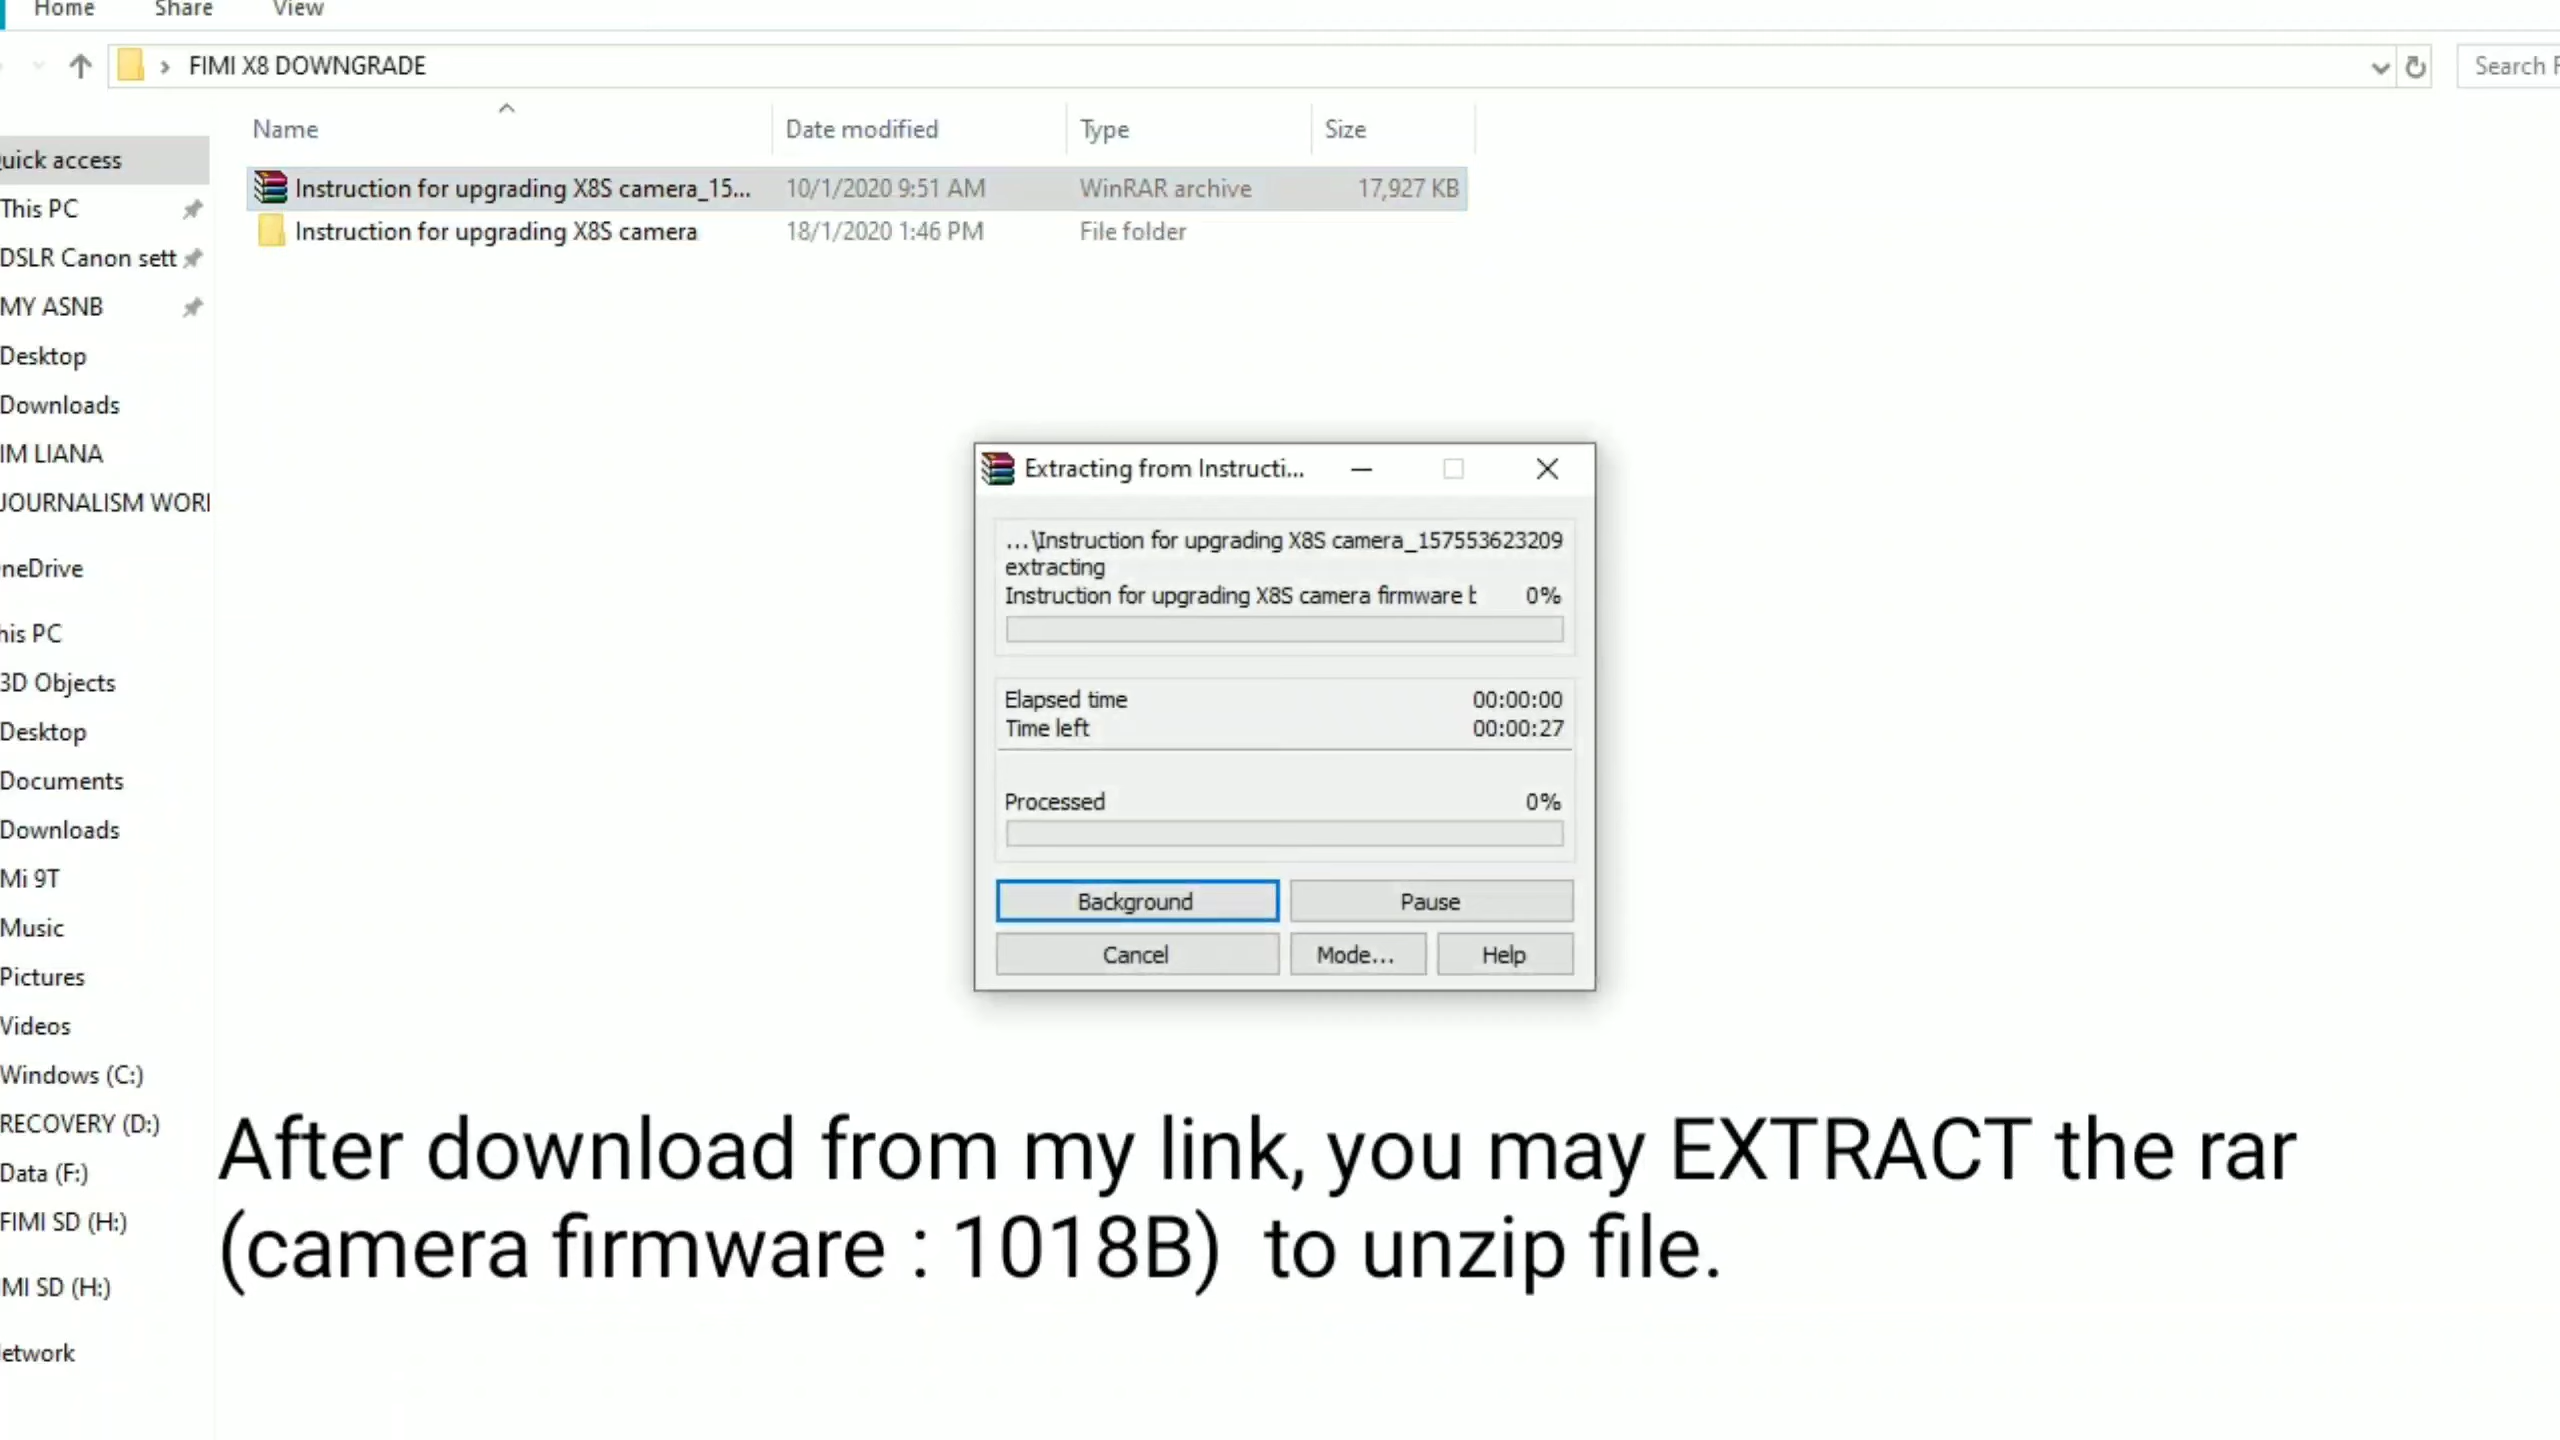 Home Share View
FIMI X8 DOWNGRADE
Search F
Name Date modified Type Size
Instruction for upgrading X8S camera_15... 10/1/2020 9:51 AM WinRAR archive 17,927 KB
Instruction for upgrading X8S camera 18/1/2020 1:46 PM File folder
uick access
This PC
DSLR Canon sett
MY ASNB
Desktop
Downloads
IM LIANA
JOURNALISM WORI
neDrive
his PC
3D Objects
Desktop
Documents
Downloads
Mi 9T
Music
Pictures
Videos
Windows (C:)
RECOVERY (D:)
Data (F:)
FIMI SD (H:)
MI SD (H:)
etwork
Extracting from Instructi...
...\Instruction for upgrading X8S camera_157553623209
extracting
Instruction for upgrading X8S camera firmware t 0%
Elapsed time 00:00:00
Time left 00:00:27
Processed 0%
Background Pause
Cancel Mode... Help
After download from my link, you may EXTRACT the rar
(camera firmware : 1018B) to unzip file.